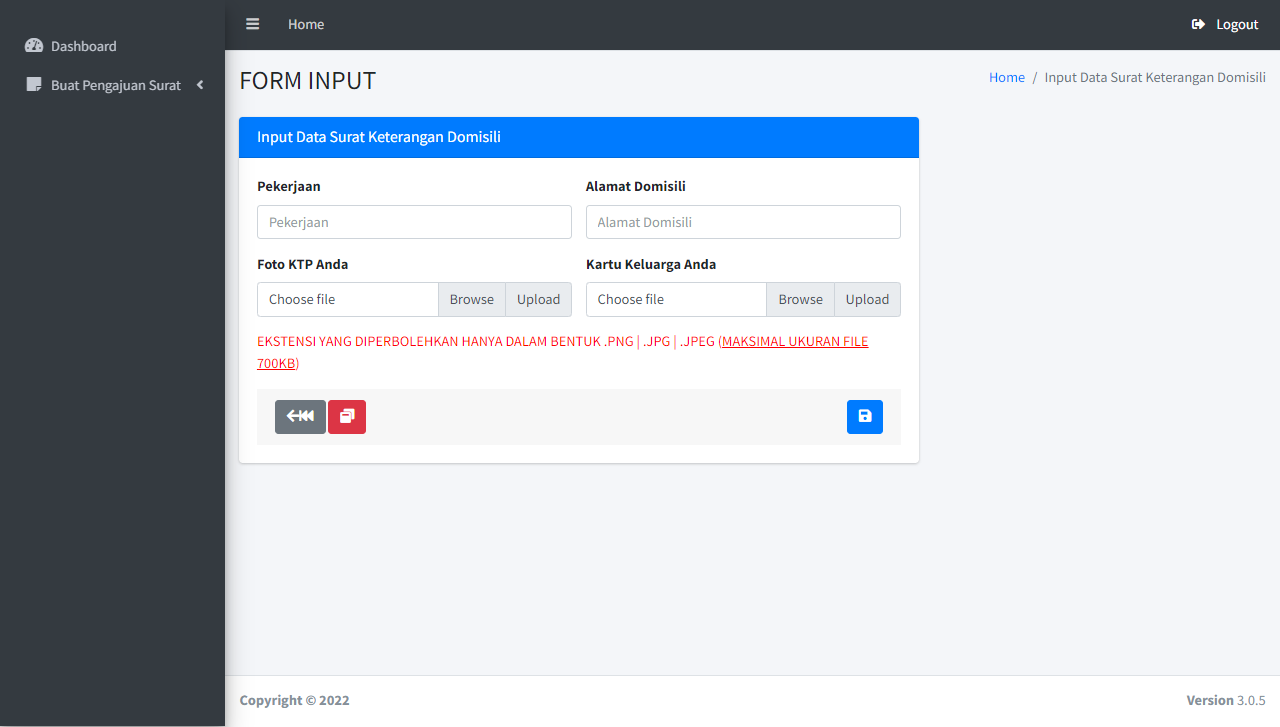 Dashboard
Buat Pengajuan Surat
Home
Logout
FORM INPUT
Home / Input Data Surat Keterangan Domisili
Input Data Surat Keterangan Domisili
Pekerjaan
Alamat Domisili
Pekerjaan
Alamat Domisili
Foto KTP Anda
Kartu Keluarga Anda
Choose file Browse Upload
Choose file Browse Upload
EKSTENSI YANG DIPERBOLEHKAN HANYA DALAM BENTUK .PNG | .JPG | .JPEG (MAKSIMAL UKURAN FILE
700KB)
Copyright © 2022
Version 3.0.5